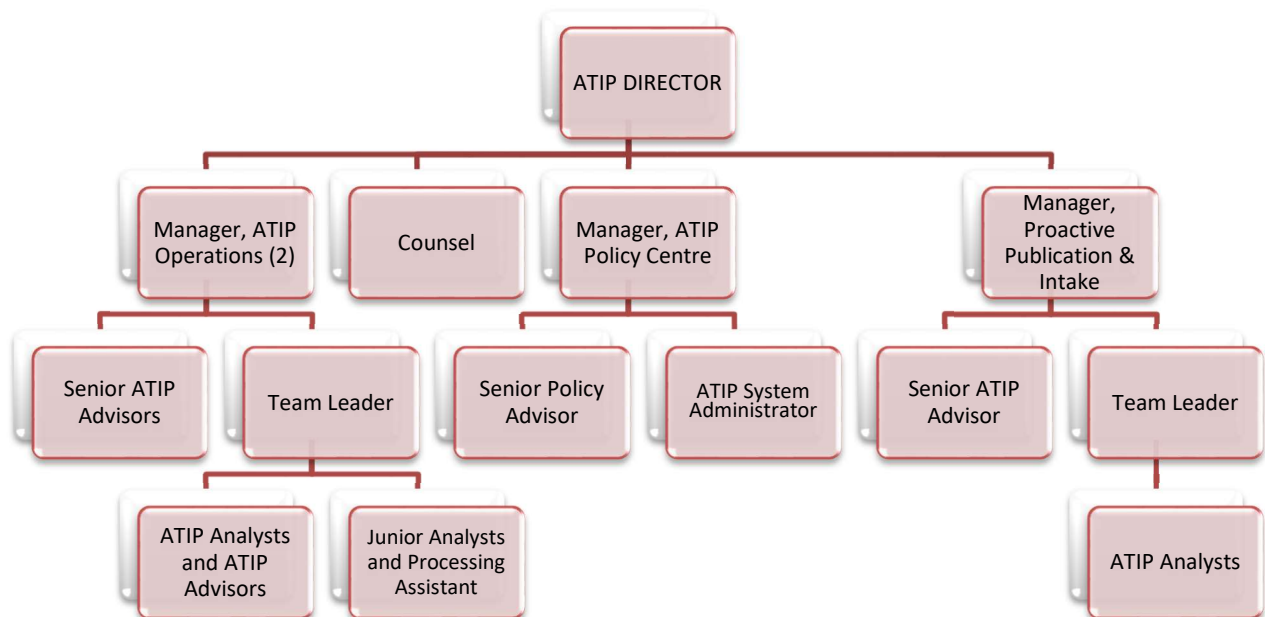 ATIP DIRECTOR
Manager, ATIP
Operations (2)
Counsel
Manager, ATIP
Policy Centre
Manager,
Proactive
Publication &
Intake
Senior ATIP
Advisors
Team Leader
Senior Policy
Advisor
ATIP System
Administrator
Senior ATIP
Advisor
Team Leader
ATIP Analysts
and ATIP
Advisors
Junior Analysts
and Processing
Assistant
ATIP Analysts